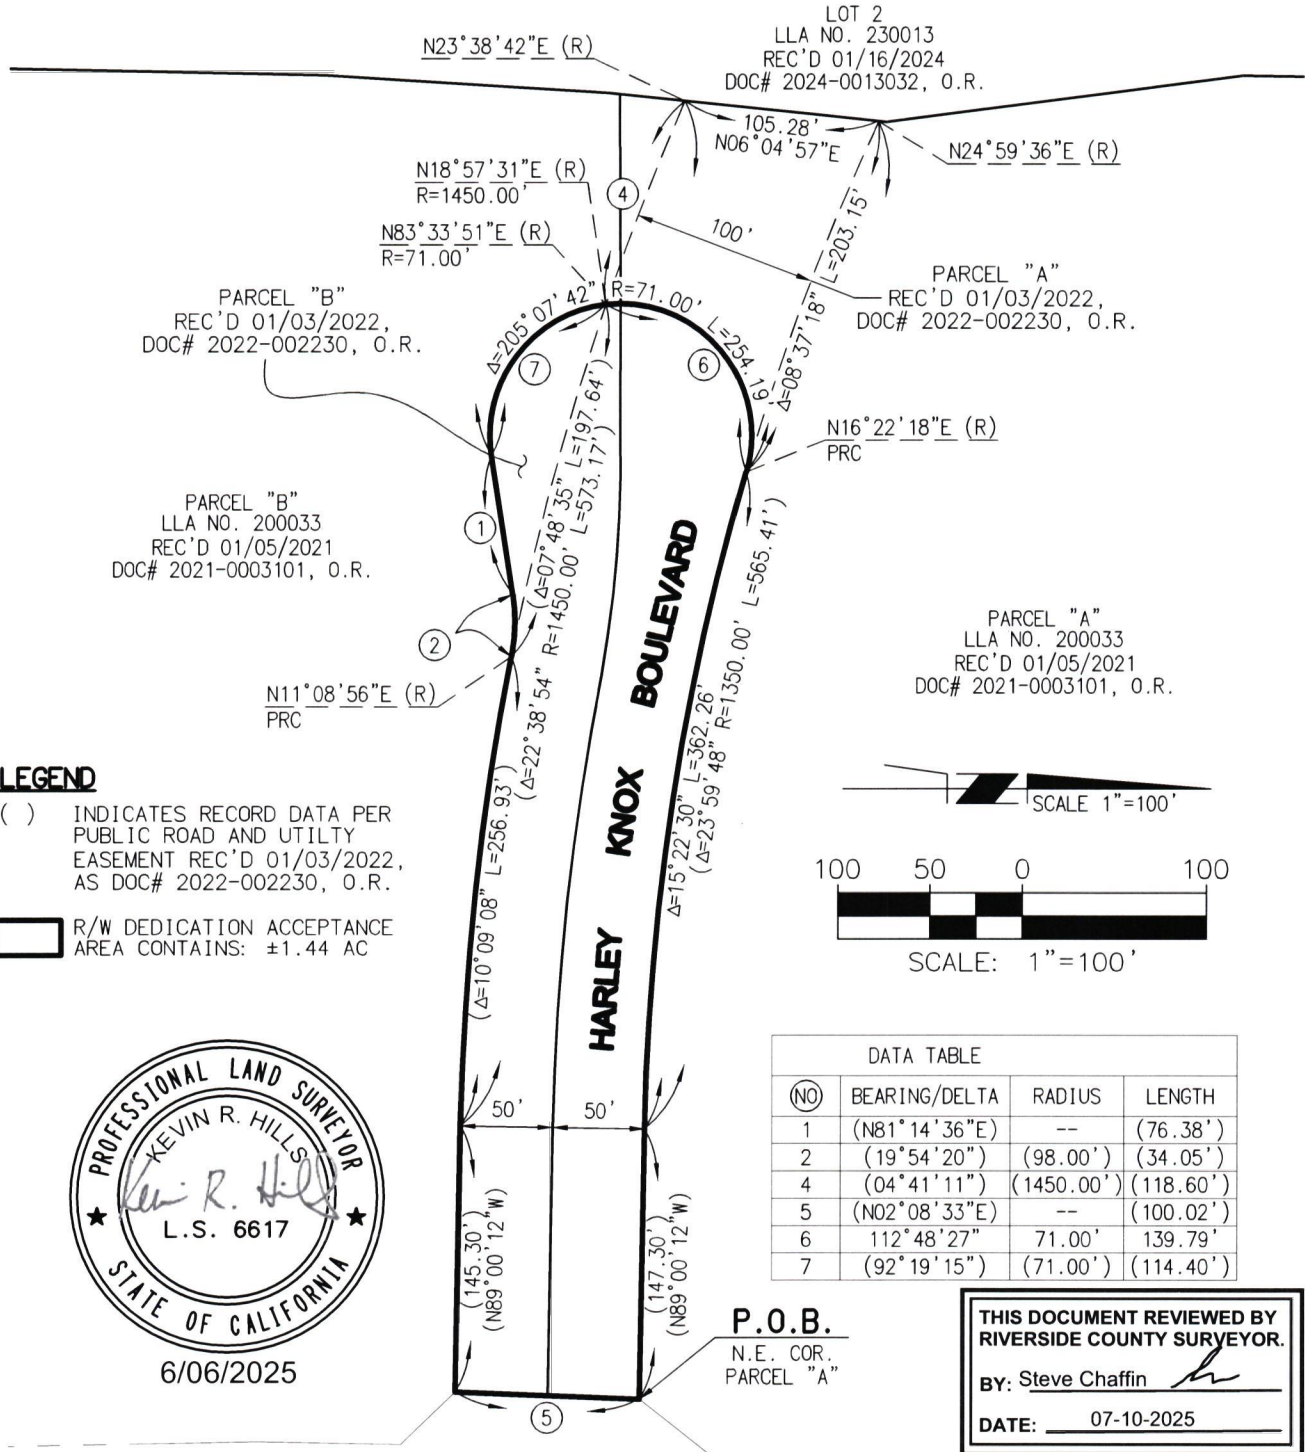 LOT 2
LLA NO. 230013
REC'D 01/16/2024
DOC# 2024-0013032, O.R.
N23°38'42"E (R)
105.28'
N06°04'57"E
N24°59'36"E (R)
N18°57'31"E (R)
R=1450.00'
4
N83°33'51"E (R)
R=71.00'
100'
Δ=08°37'18" L=203.15'
PARCEL "A"
REC'D 01/03/2022,
DOC# 2022-002230, O.R.
PARCEL "B"
REC'D 01/03/2022,
DOC# 2022-002230, O.R.
Δ=205°07'42" R=71.00' L=254.19'
7
6
N16°22'18"E (R)
PRC
(Δ=07°48'35" L=197.64')
(Δ=22°38'54" R=1450.00' L=573.17')
PARCEL "B"
LLA NO. 200033
REC'D 01/05/2021
DOC# 2021-0003101, O.R.
1
2
HARLEY KNOX BOULEVARD
Δ=15°22'30" L=362.26'
(Δ=23°59'48" R=1350.00' L=565.41')
PARCEL "A"
LLA NO. 200033
REC'D 01/05/2021
DOC# 2021-0003101, O.R.
N11°08'56"E (R)
PRC
(Δ=10°09'08" L=256.93')
LEGEND
( ) INDICATES RECORD DATA PER
PUBLIC ROAD AND UTILTY
EASEMENT REC'D 01/03/2022,
AS DOC# 2022-002230, O.R.
R/W DEDICATION ACCEPTANCE
AREA CONTAINS: ±1.44 AC
SCALE 1"=100'
100 50 0 100
SCALE: 1"=100'
50' 50'
(145.30')
(N89°00'12"W)
(147.30')
(N89°00'12"W)
PROFESSIONAL LAND SURVEYOR
KEVIN R. HILLS
Kevin R. Hills
L.S. 6617
STATE OF CALIFORNIA
6/06/2025
DATA TABLE
NO BEARING/DELTA RADIUS LENGTH
1 (N81°14'36"E) -- (76.38')
2 (19°54'20") (98.00') (34.05')
4 (04°41'11") (1450.00') (118.60')
5 (N02°08'33"E) -- (100.02')
6 112°48'27" 71.00' 139.79'
7 (92°19'15") (71.00') (114.40')
P.O.B.
N.E. COR.
PARCEL "A"
5
THIS DOCUMENT REVIEWED BY
RIVERSIDE COUNTY SURVEYOR.
BY: Steve Chaffin
DATE: 07-10-2025